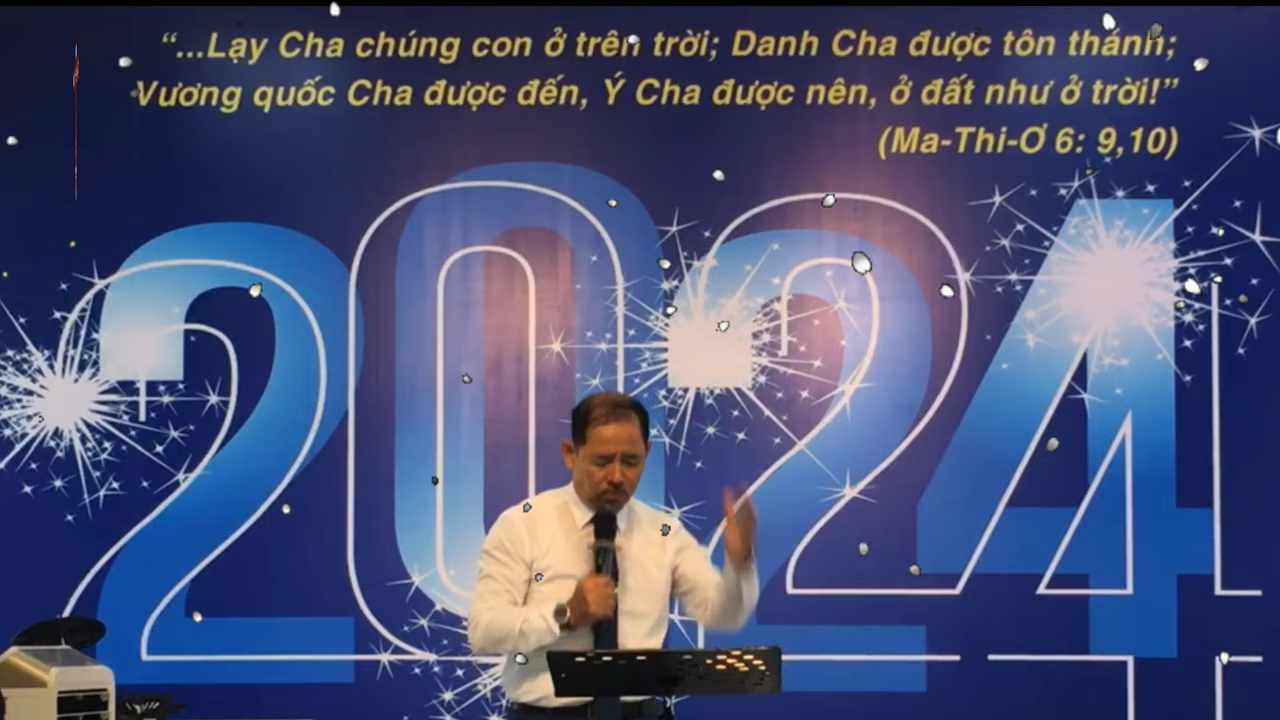 “...Lạy Cha chúng con ở trên trời; Danh Cha được tôn thánh;
Vương quốc Cha được đến, Ý Cha được nên, ở đất như ở trời!”
(Ma-Thi-Ơ 6: 9,10)
2024